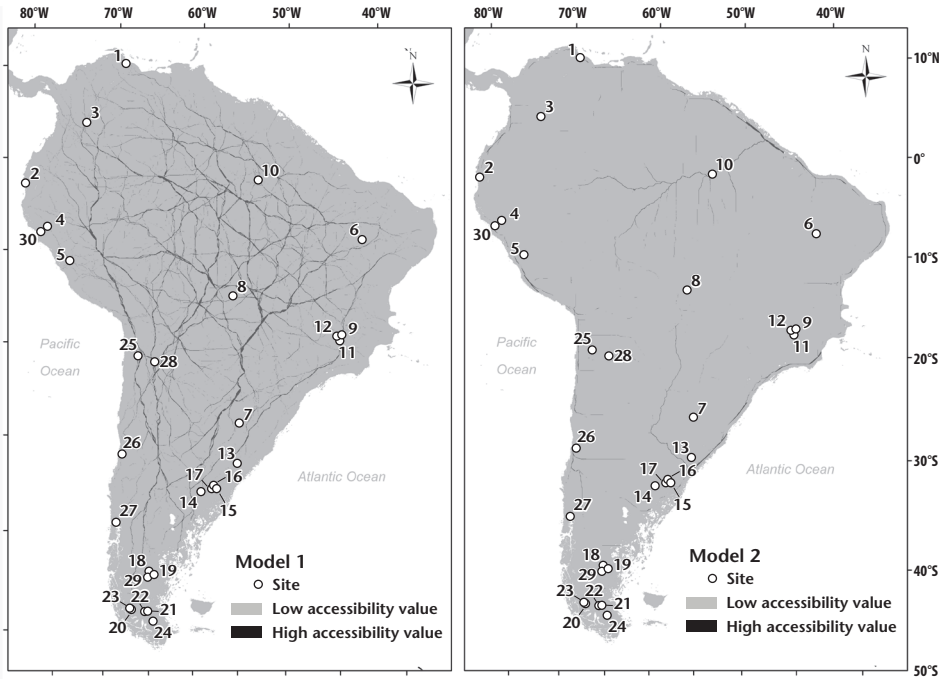 80°W 70°W 60°W 50°W 40°W
80°W 70°W 60°W 50°W 40°W
N
1
3
2
10
4
30
6
5
8
12 9
11
25
28
Pacific
Ocean
7
26
13
17 16
14
15
Atlantic Ocean
27
18
19
29
23 22
21
20
24
Model 1
Site
Low accessibility value
High accessibility value
N
1
10°N
3
0°
2
10
4
30
6
5
10°S
8
12 9
11
25
28
20°S
Pacific
Ocean
7
26
13
30°S
17 16
14
15
Atlantic Ocean
27
18
19
29
40°S
23 22
21
20
24
Model 2
Site
Low accessibility value
High accessibility value
50°S